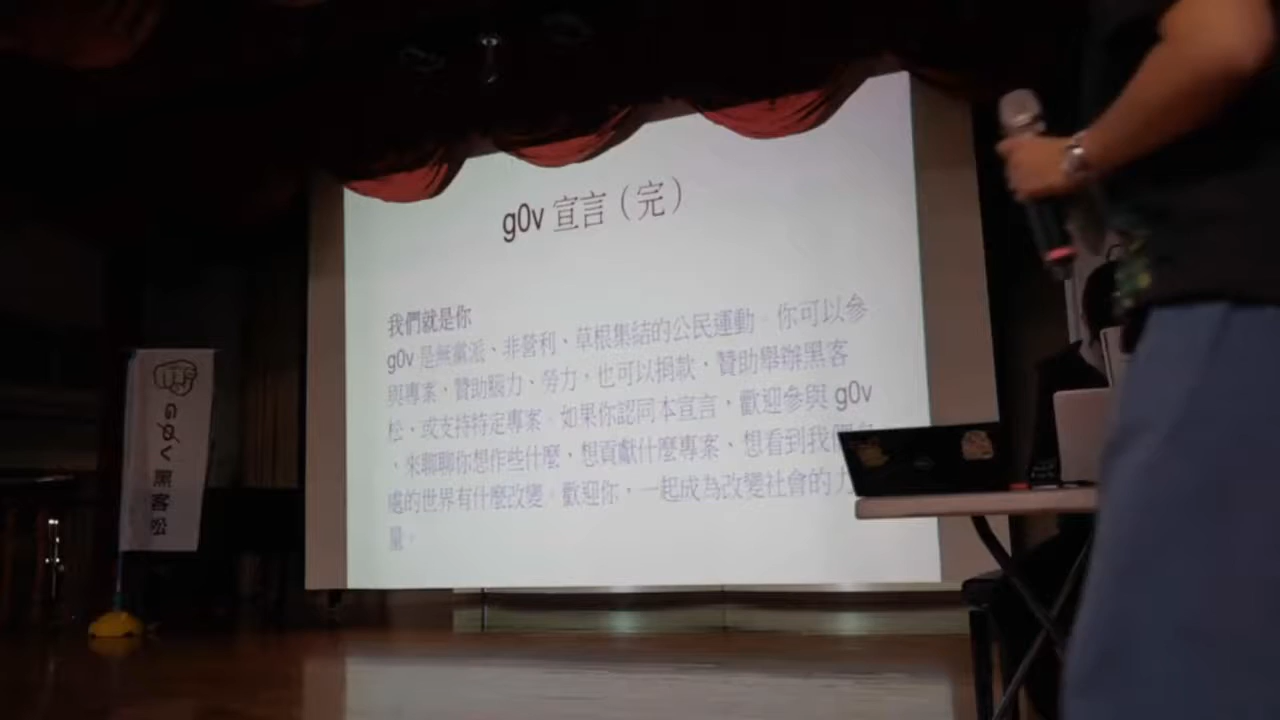 g0v 宣言（完）
我們就是你
g0v 是無黨派、非營利、草根集結的公民運動。你可以參
與專案，贊助腦力、勞力，也可以捐款，贊助舉辦黑客
松，或支持特定專案。如果你認同本宣言，歡迎參與 g0v
，來聊聊你想作些什麼，想貢獻什麼專案、想看到我們
處的世界有什麼改變。歡迎你，一起成為改變社會的力
量。
G0V 黑客松